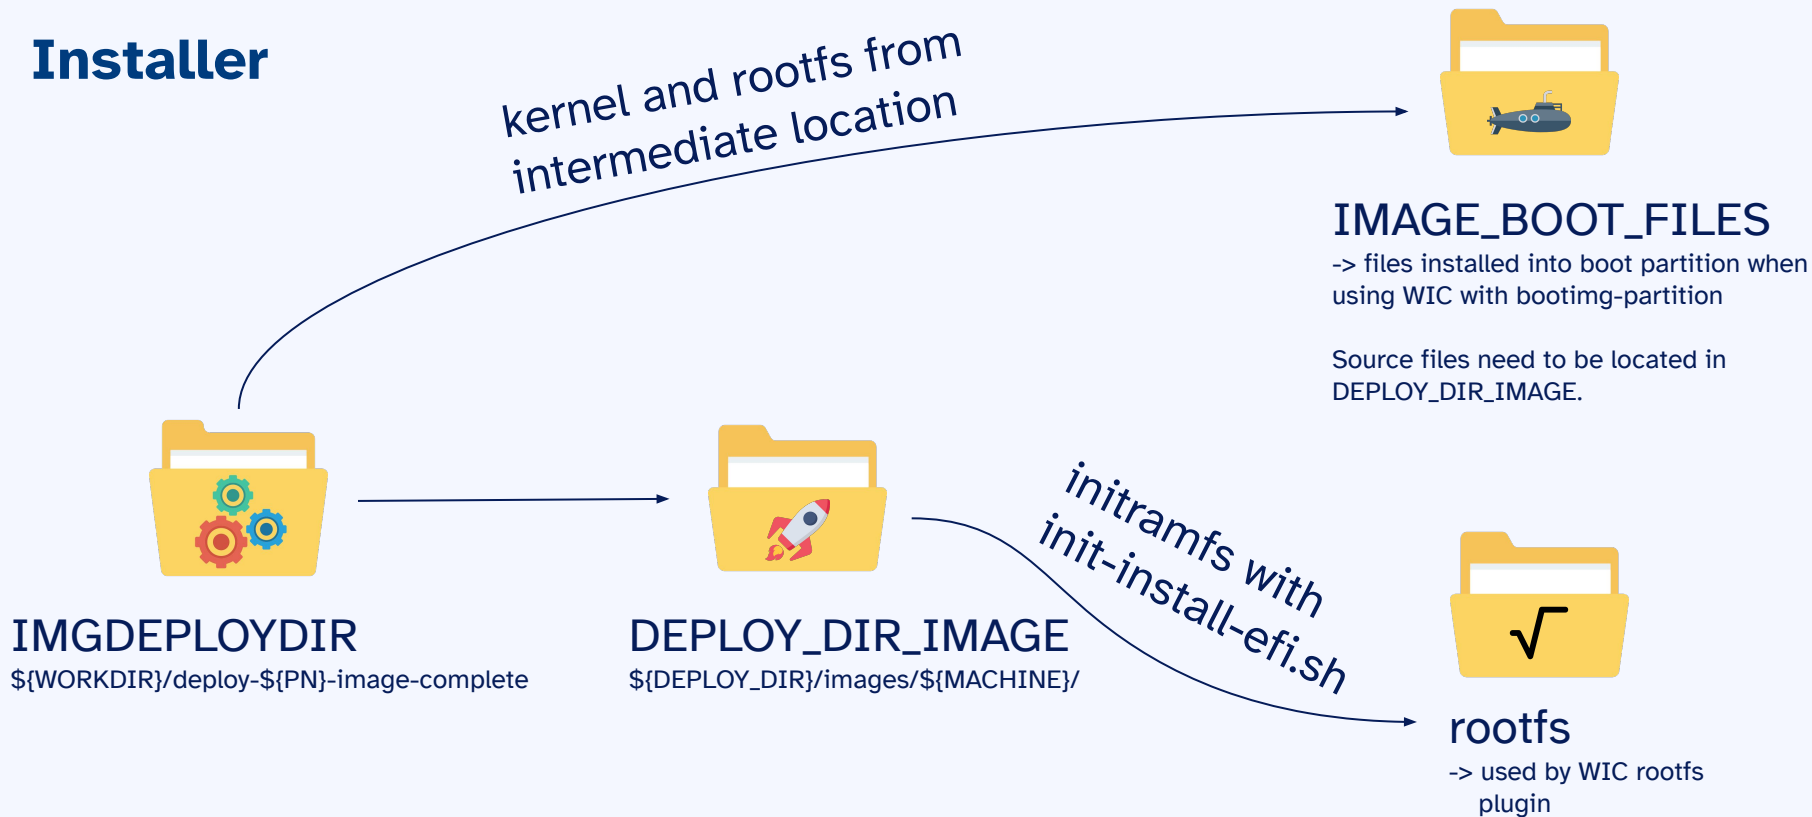 Installer
kernel and rootfs from
intermediate location
IMAGE_BOOT_FILES
-> files installed into boot partition when
using WIC with bootimg-partition
Source files need to be located in
DEPLOY_DIR_IMAGE.
initramfs with
init-install-efi.sh
IMGDEPLOYDIR
${WORKDIR}/deploy-${PN}-image-complete
DEPLOY_DIR_IMAGE
${DEPLOY_DIR}/images/${MACHINE}/
rootfs
-> used by WIC rootfs
plugin